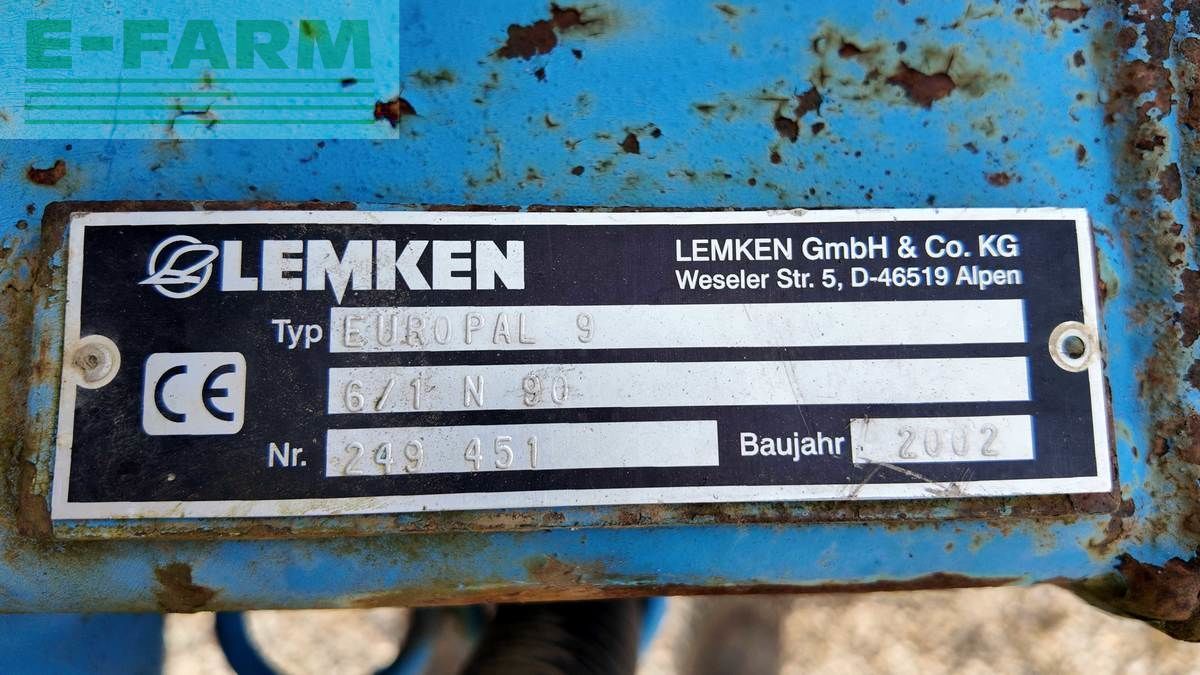 E-FARM
LEMKEN
LEMKEN GmbH & Co. KG
Weseler Str. 5, D-46519 Alpen
Typ EUROPAL 9
6/1 N 90
CE
Nr. 249 451
Baujahr 2002